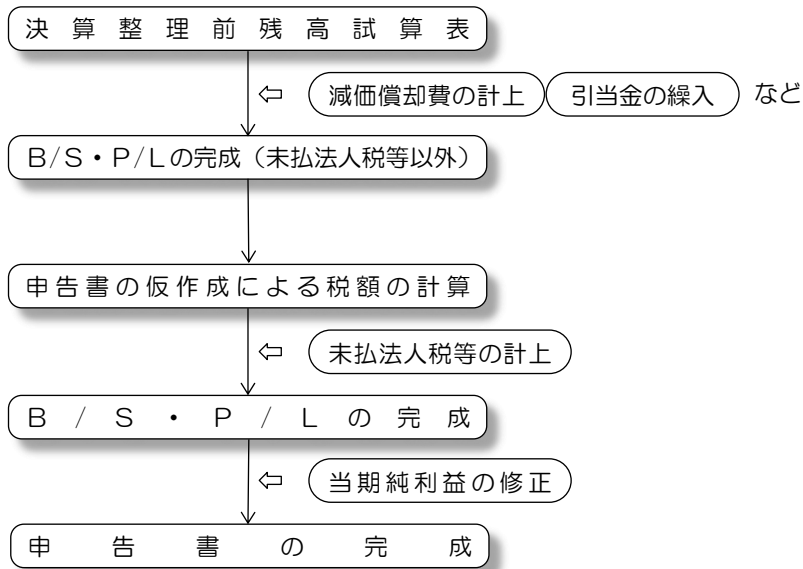 決算整理前残高試算表
⇦ 減価償却費の計上 引当金の繰入 など
B/S・P/Lの完成（未払法人税等以外）
申告書の仮作成による税額の計算
⇦ 未払法人税等の計上
B/S・P/Lの完成
⇦ 当期純利益の修正
申告書の完成